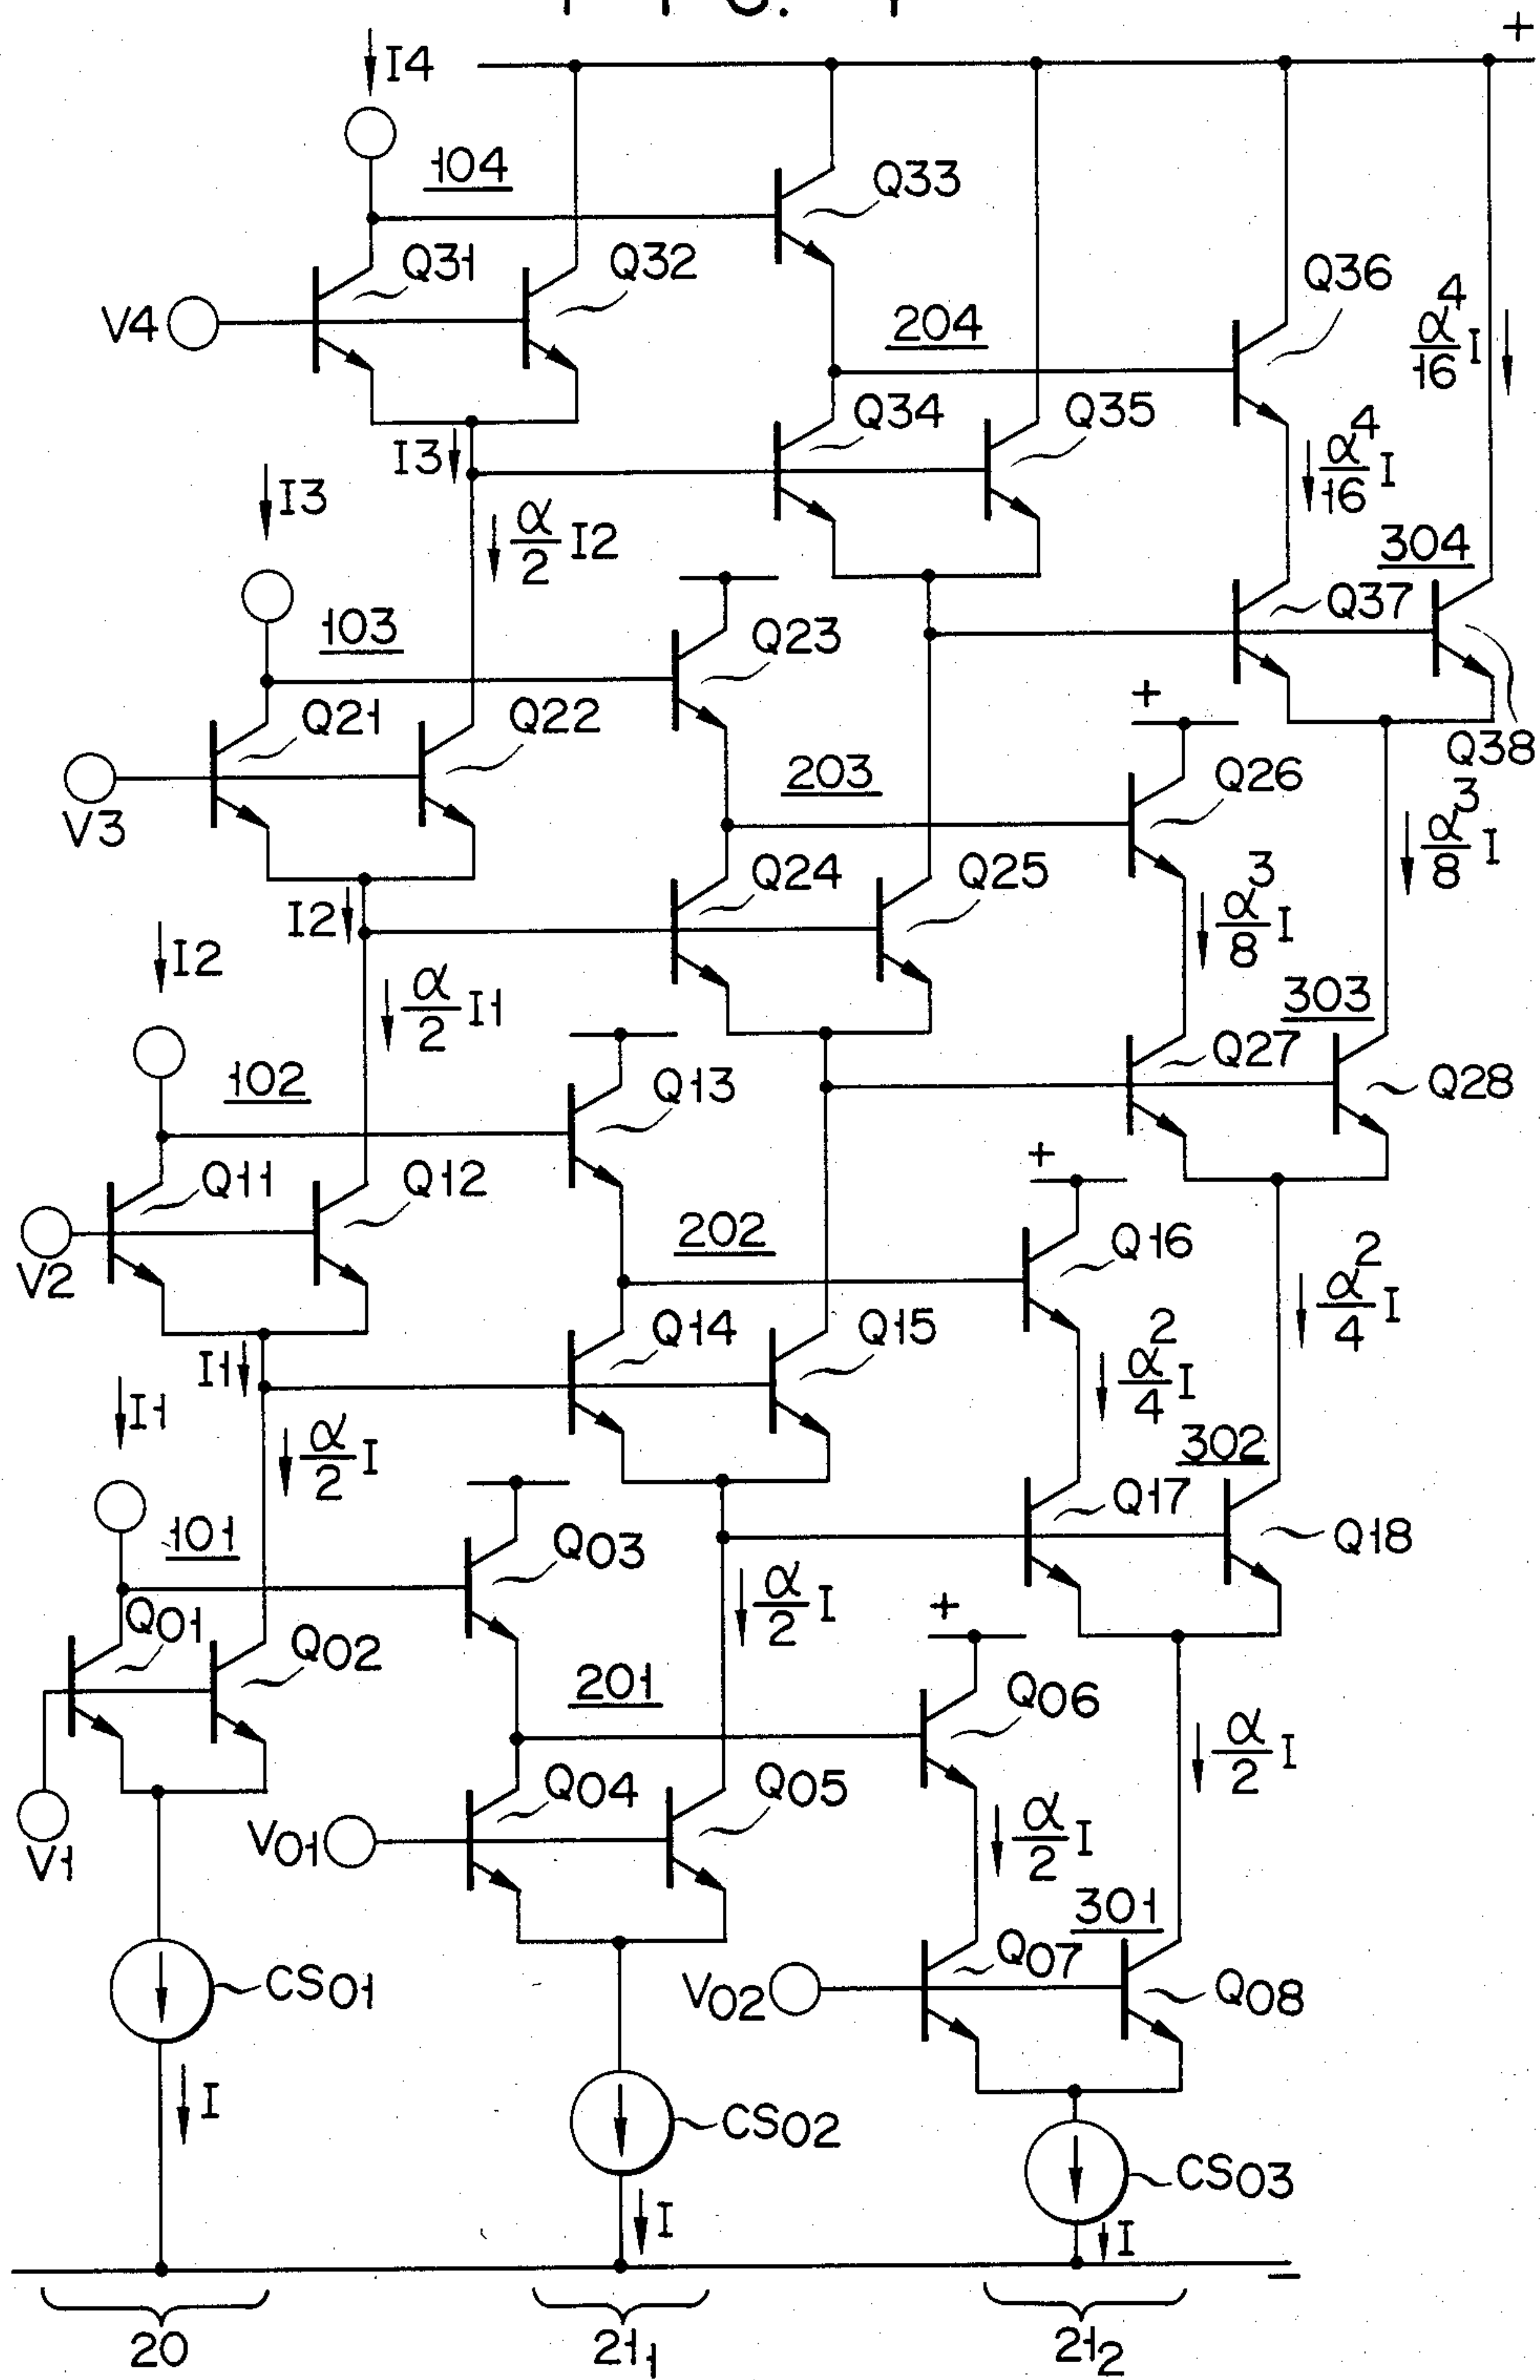 FIG. 4
+
I4
104
Q33
Q31
Q32
Q36
V4
204
α⁴/16 I
Q34
Q35
I3
α⁴/16 I
I3
α/2 I2
304
103
Q23
Q37
Q21
Q22
+
Q38
V3
203
Q26
α³/8 I
Q24
Q25
I2
α³/8 I
I2
α/2 I1
303
Q27
102
Q13
Q28
+
Q11
Q12
202
Q16
V2
α²/4 I
Q14
Q15
I1
α²/4 I
I1
α/2 I
302
Q17
101
Q03
Q18
α/2 I
+
Q01
Q02
201
Q06
α/2 I
Q04
Q05
V01
V1
α/2 I
301
Q07
CS01
V02
Q08
I
CS02
CS03
I
I
−
20
21₁
21₂